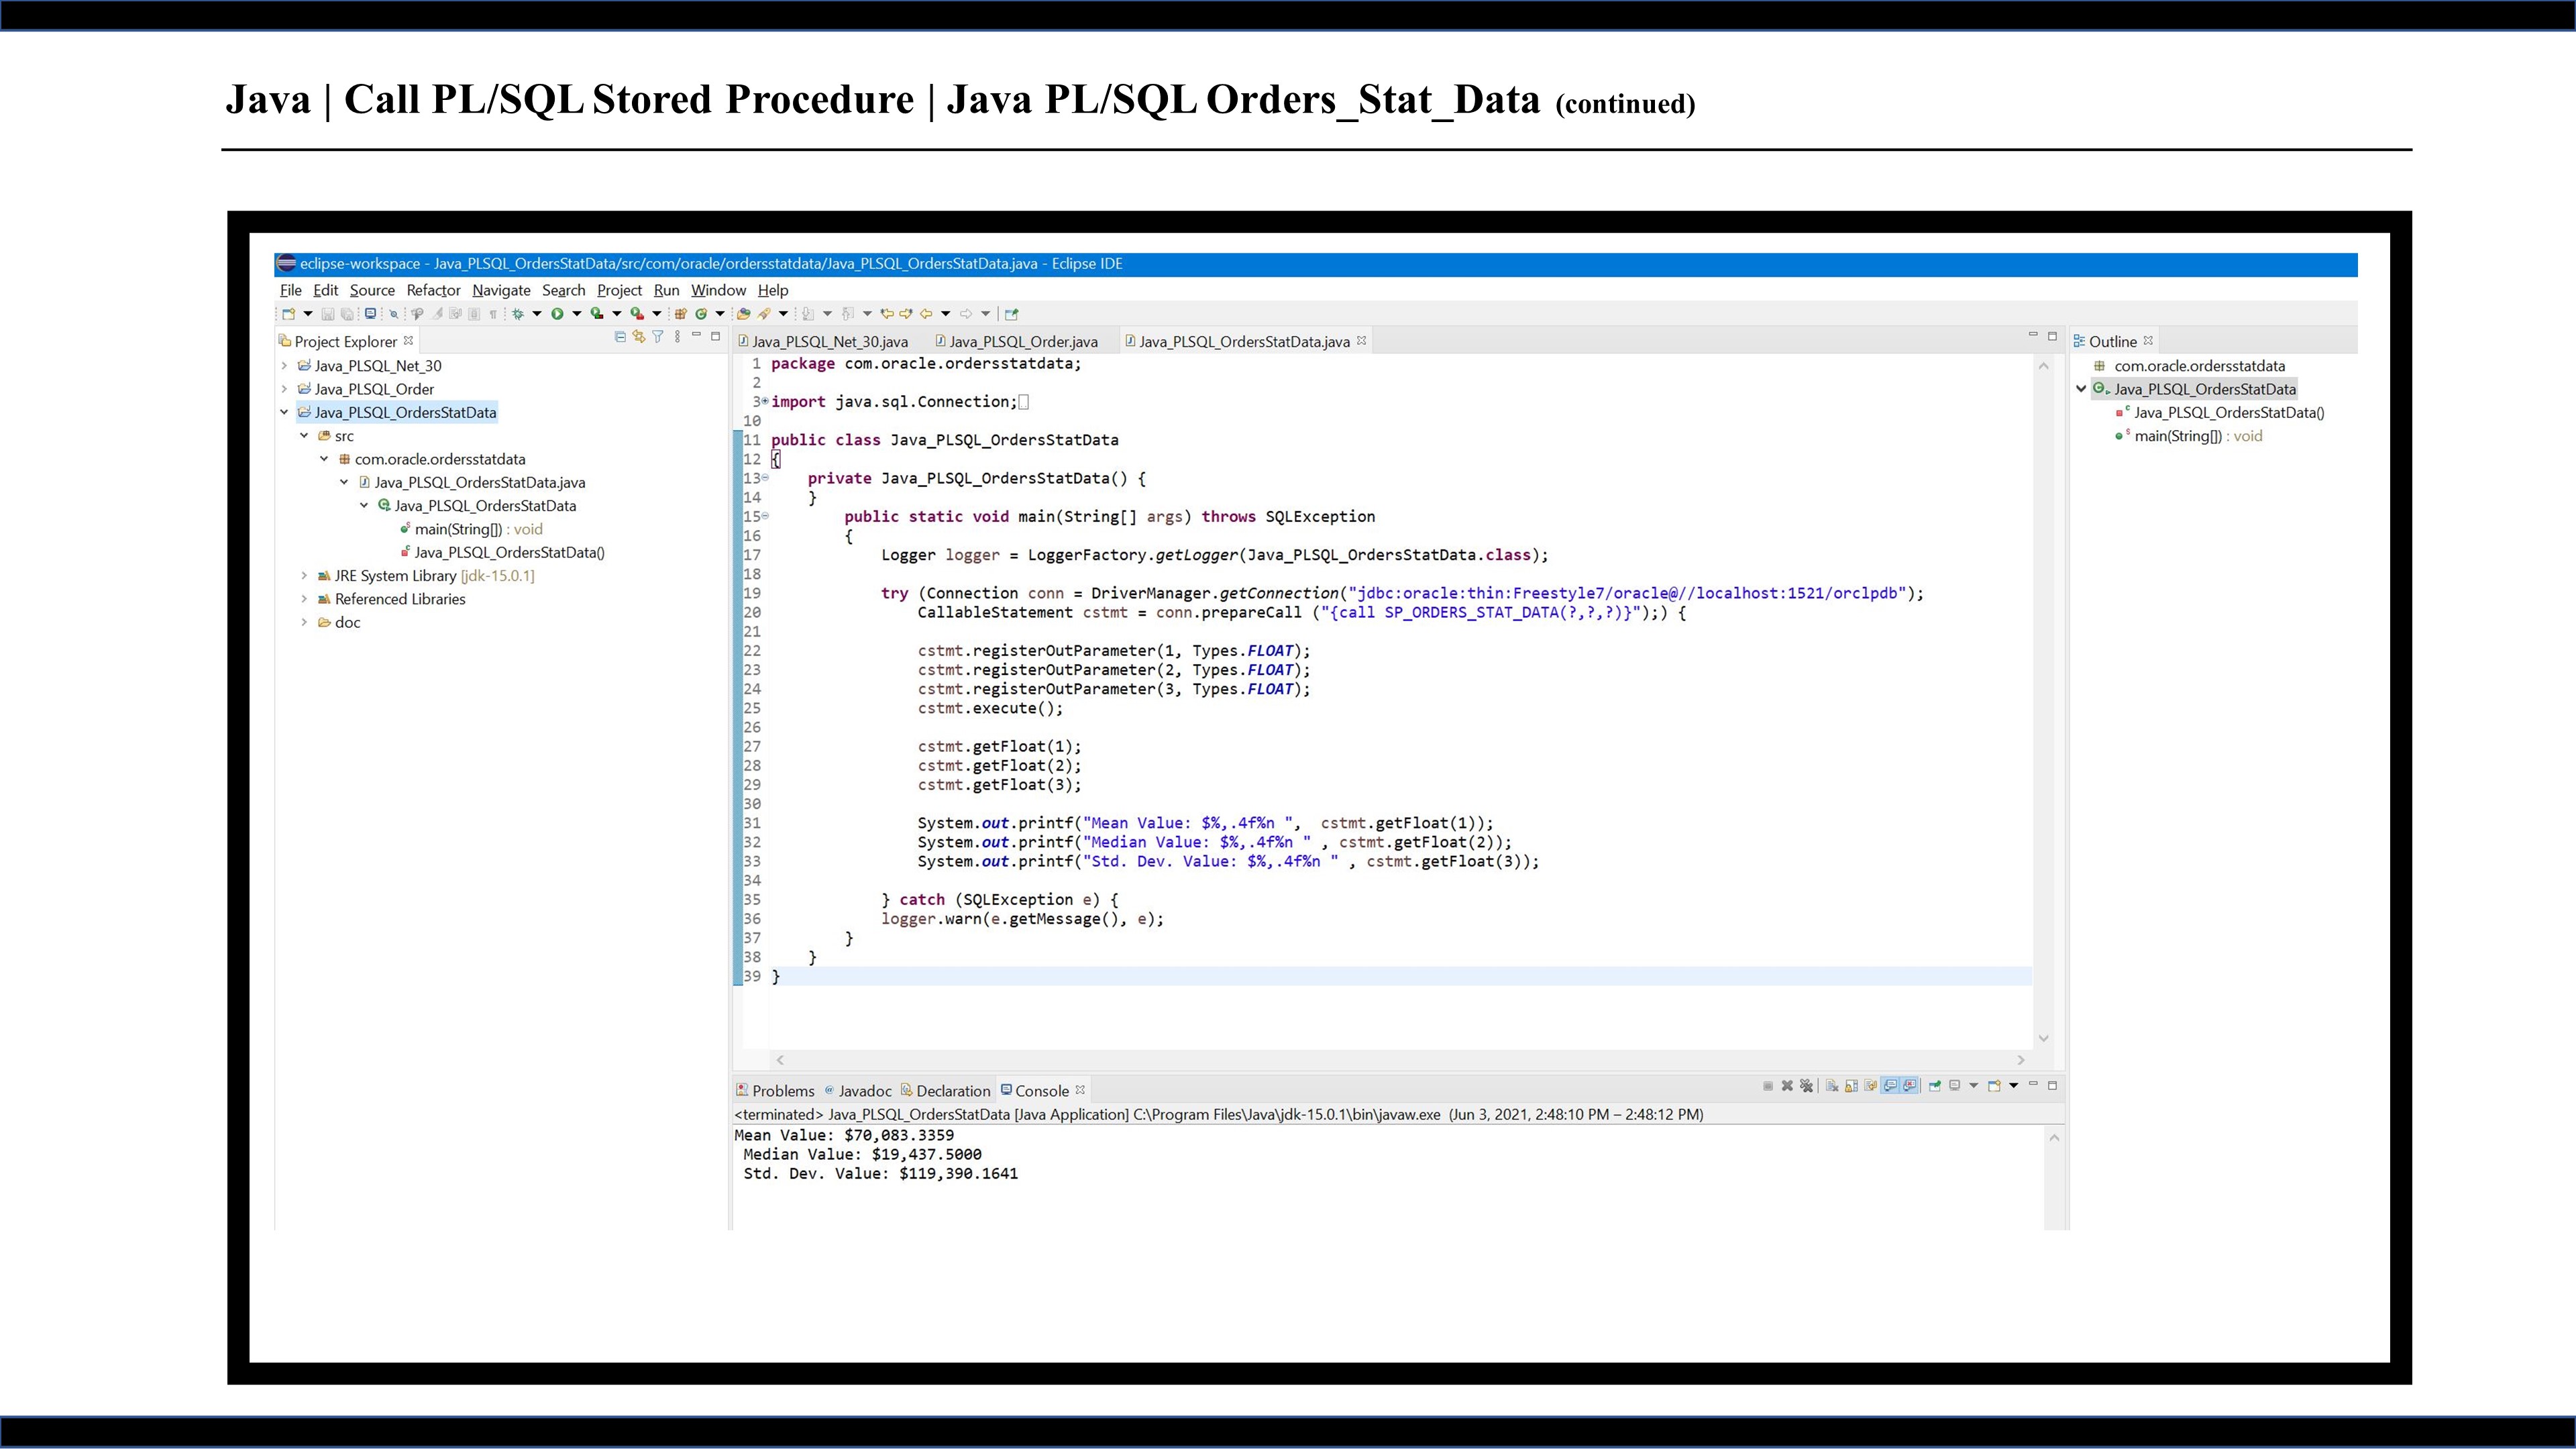 Java | Call PL/SQL Stored Procedure | Java PL/SQL Orders_Stat_Data (continued)
eclipse-workspace - Java_PLSQL_OrdersStatData/src/com/oracle/ordersstatdata/Java_PLSQL_OrdersStatData.java - Eclipse IDE
File Edit Source Refactor Navigate Search Project Run Window Help
Project Explorer
Java_PLSQL_Net_30
Java_PLSQL_Order
Java_PLSQL_OrdersStatData
src
com.oracle.ordersstatdata
Java_PLSQL_OrdersStatData.java
Java_PLSQL_OrdersStatData
main(String[]) : void
Java_PLSQL_OrdersStatData()
JRE System Library [jdk-15.0.1]
Referenced Libraries
doc
Java_PLSQL_Net_30.java Java_PLSQL_Order.java Java_PLSQL_OrdersStatData.java
1 package com.oracle.ordersstatdata;
2
3 import java.sql.Connection;
10
11 public class Java_PLSQL_OrdersStatData
12 {
13 private Java_PLSQL_OrdersStatData() {
14 }
15 public static void main(String[] args) throws SQLException
16 {
17 Logger logger = LoggerFactory.getLogger(Java_PLSQL_OrdersStatData.class);
18
19 try (Connection conn = DriverManager.getConnection("jdbc:oracle:thin:Freestyle7/oracle@//localhost:1521/orclpdb");
20 CallableStatement cstmt = conn.prepareCall ("{call SP_ORDERS_STAT_DATA(?,?,?)}");) {
21
22 cstmt.registerOutParameter(1, Types.FLOAT);
23 cstmt.registerOutParameter(2, Types.FLOAT);
24 cstmt.registerOutParameter(3, Types.FLOAT);
25 cstmt.execute();
26
27 cstmt.getFloat(1);
28 cstmt.getFloat(2);
29 cstmt.getFloat(3);
30
31 System.out.printf("Mean Value: $%,.4f%n ", cstmt.getFloat(1));
32 System.out.printf("Median Value: $%,.4f%n " , cstmt.getFloat(2));
33 System.out.printf("Std. Dev. Value: $%,.4f%n " , cstmt.getFloat(3));
34
35 } catch (SQLException e) {
36 logger.warn(e.getMessage(), e);
37 }
38 }
39 }
Outline
com.oracle.ordersstatdata
Java_PLSQL_OrdersStatData
Java_PLSQL_OrdersStatData()
main(String[]) : void
Problems Javadoc Declaration Console
<terminated> Java_PLSQL_OrdersStatData [Java Application] C:\Program Files\Java\jdk-15.0.1\bin\javaw.exe (Jun 3, 2021, 2:48:10 PM – 2:48:12 PM)
Mean Value: $70,083.3359
Median Value: $19,437.5000
Std. Dev. Value: $119,390.1641